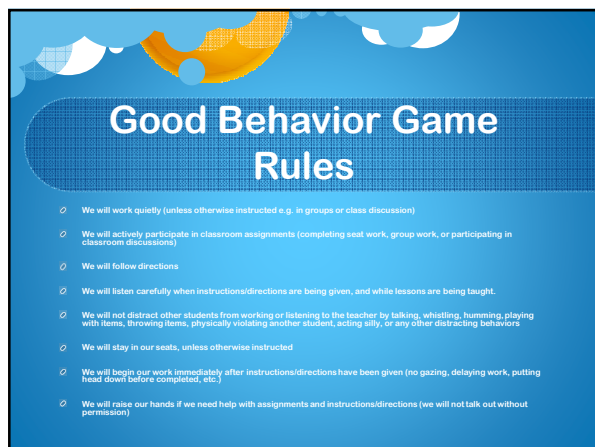 Good Behavior Game
Rules
We will work quietly (unless otherwise instructed e.g. in groups or class discussion)
We will actively participate in classroom assignments (completing seat work, group work, or participating in
classroom discussions)
We will follow directions
We will listen carefully when instructions/directions are being given, and while lessons are being taught.
We will not distract other students from working or listening to the teacher by talking, whistling, humming, playing
with items, throwing items, physically violating another student, acting silly, or any other distracting behaviors
We will stay in our seats, unless otherwise instructed
We will begin our work immediately after instructions/directions have been given (no gazing, delaying work, putting
head down before completed, etc.)
We will raise our hands if we need help with assignments and instructions/directions (we will not talk out without
permission)